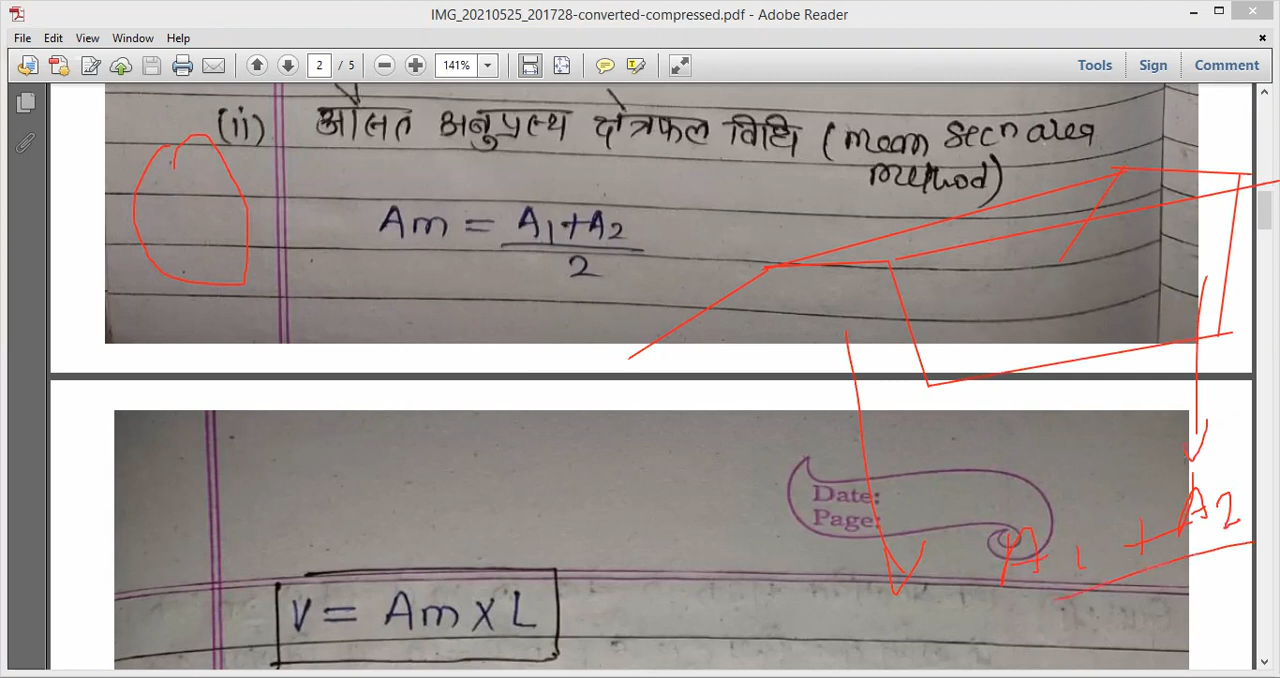 IMG_20210525_201728-converted-compressed.pdf - Adobe Reader
File Edit View Window Help
2 / 5 141% Tools Sign Comment
(ii) औसत अनुप्रस्थ क्षेत्रफल विधि (mean secn area
method)
Am = A1+A2
2
Date:
Page:
A1 + A2
V = Am X L